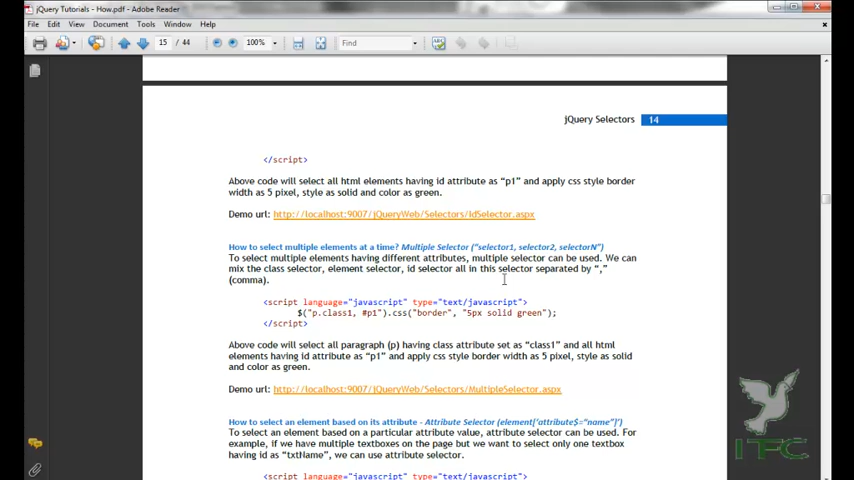 jQuery Tutorials - How.pdf - Adobe Reader
File Edit View Document Tools Window Help
15 / 44 100% Find
jQuery Selectors 14
</script>
Above code will select all html elements having id attribute as “p1” and apply css style border
width as 5 pixel, style as solid and color as green.
Demo url: http://localhost:9007/jQueryWeb/Selectors/IdSelector.aspx
How to select multiple elements at a time? Multiple Selector (“selector1, selector2, selectorN”)
To select multiple elements having different attributes, multiple selector can be used. We can
mix the class selector, element selector, id selector all in this selector separated by “,”
(comma).
<script language="javascript" type="text/javascript">
$("p.class1, #p1").css("border", "5px solid green");
</script>
Above code will select all paragraph (p) having class attribute set as “class1” and all html
elements having id attribute as “p1” and apply css style border width as 5 pixel, style as solid
and color as green.
Demo url: http://localhost:9007/jQueryWeb/Selectors/MultipleSelector.aspx
How to select an element based on its attribute - Attribute Selector (element[‘attribute$=“name”]’)
To select an element based on a particular attribute value, attribute selector can be used. For
example, if we have multiple textboxes on the page but we want to select only one textbox
having id as “txtName”, we can use attribute selector.
<script language="javascript" type="text/javascript">
ITFC